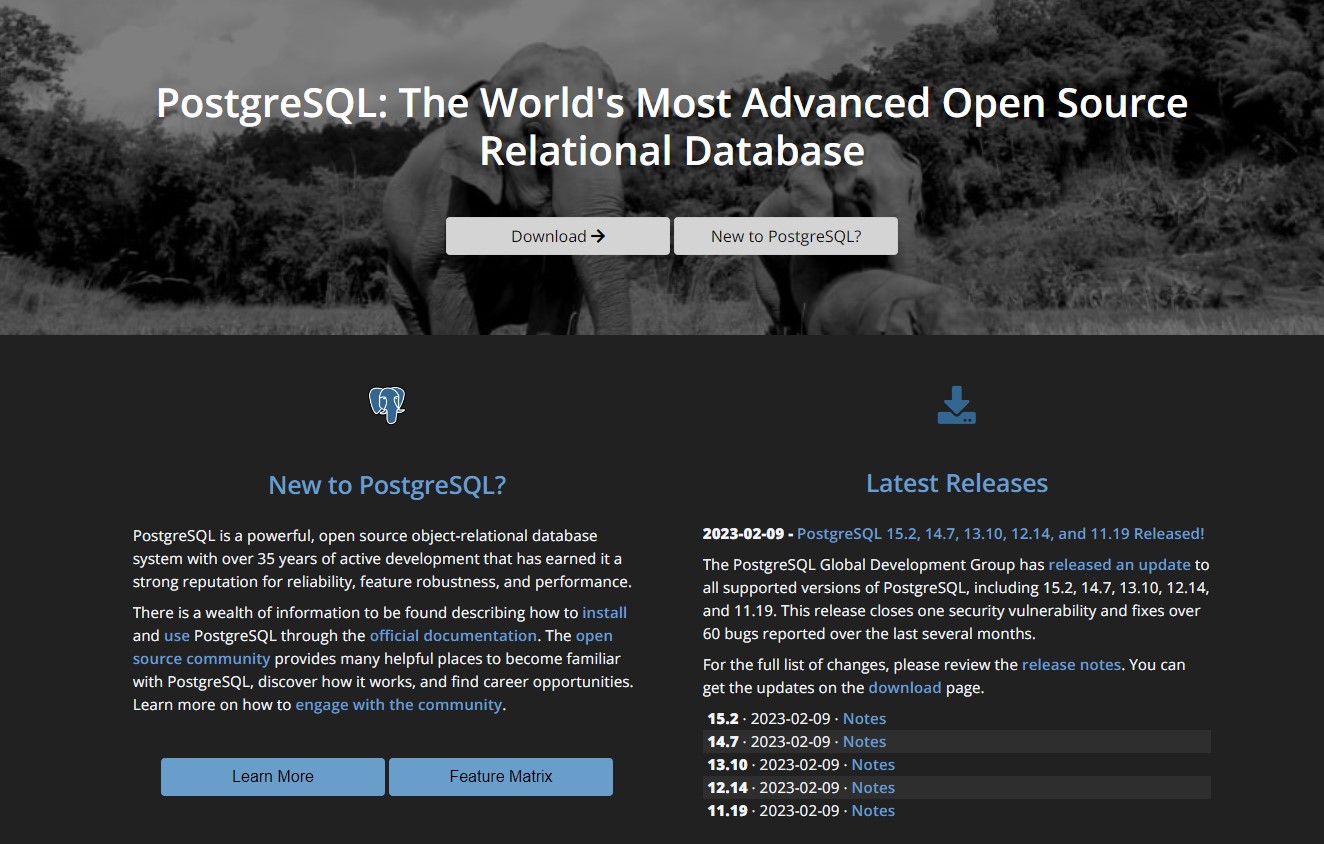 PostgreSQL: The World's Most Advanced Open Source
Relational Database
Download
New to PostgreSQL?
New to PostgreSQL?
PostgreSQL is a powerful, open source object-relational database
system with over 35 years of active development that has earned it a
strong reputation for reliability, feature robustness, and performance.
There is a wealth of information to be found describing how to install
and use PostgreSQL through the official documentation. The open
source community provides many helpful places to become familiar
with PostgreSQL, discover how it works, and find career opportunities.
Learn more on how to engage with the community.
Learn More
Feature Matrix
Latest Releases
2023-02-09 - PostgreSQL 15.2, 14.7, 13.10, 12.14, and 11.19 Released!
The PostgreSQL Global Development Group has released an update to
all supported versions of PostgreSQL, including 15.2, 14.7, 13.10, 12.14,
and 11.19. This release closes one security vulnerability and fixes over
60 bugs reported over the last several months.
For the full list of changes, please review the release notes. You can
get the updates on the download page.
15.2 · 2023-02-09 · Notes
14.7 · 2023-02-09 · Notes
13.10 · 2023-02-09 · Notes
12.14 · 2023-02-09 · Notes
11.19 · 2023-02-09 · Notes